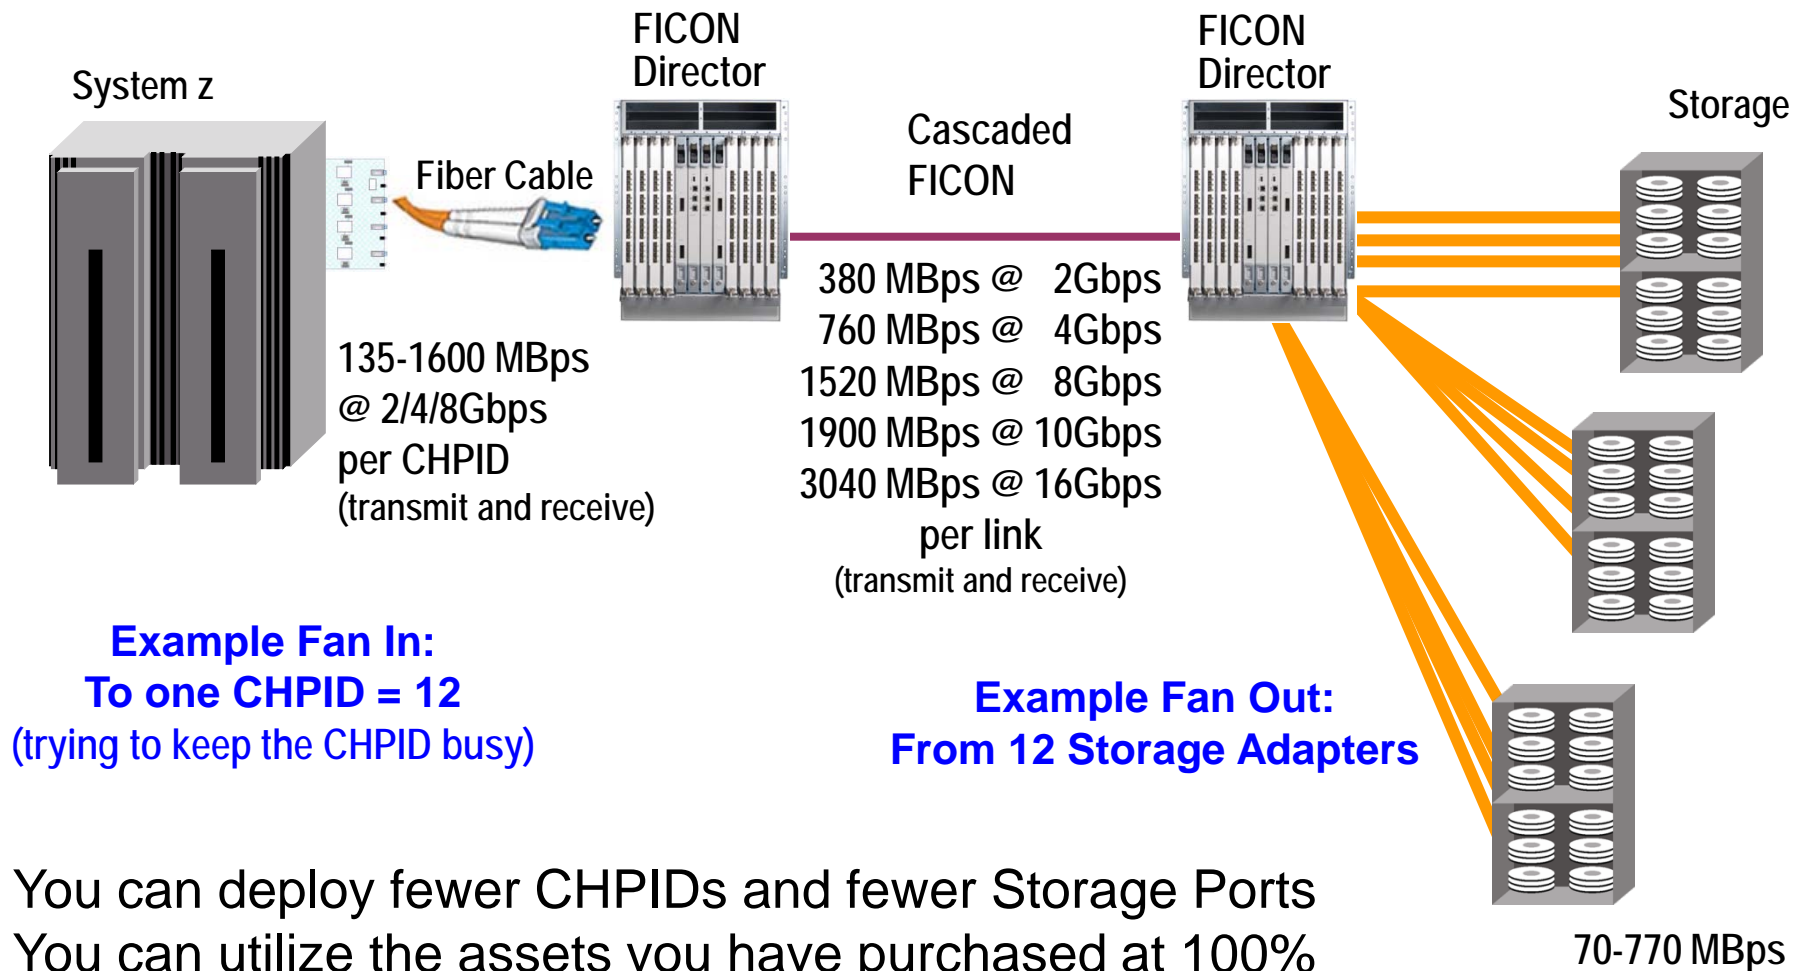 System z
FICON
Director
FICON
Director
Storage
Fiber Cable
Cascaded
FICON
135-1600 MBps
@ 2/4/8Gbps
per CHPID
(transmit and receive)
380 MBps @ 2Gbps
760 MBps @ 4Gbps
1520 MBps @ 8Gbps
1900 MBps @ 10Gbps
3040 MBps @ 16Gbps
per link
(transmit and receive)
Example Fan In:
To one CHPID = 12
(trying to keep the CHPID busy)
Example Fan Out:
From 12 Storage Adapters
You can deploy fewer CHPIDs and fewer Storage Ports
You can utilize the assets you have purchased at 100%
70-770 MBps